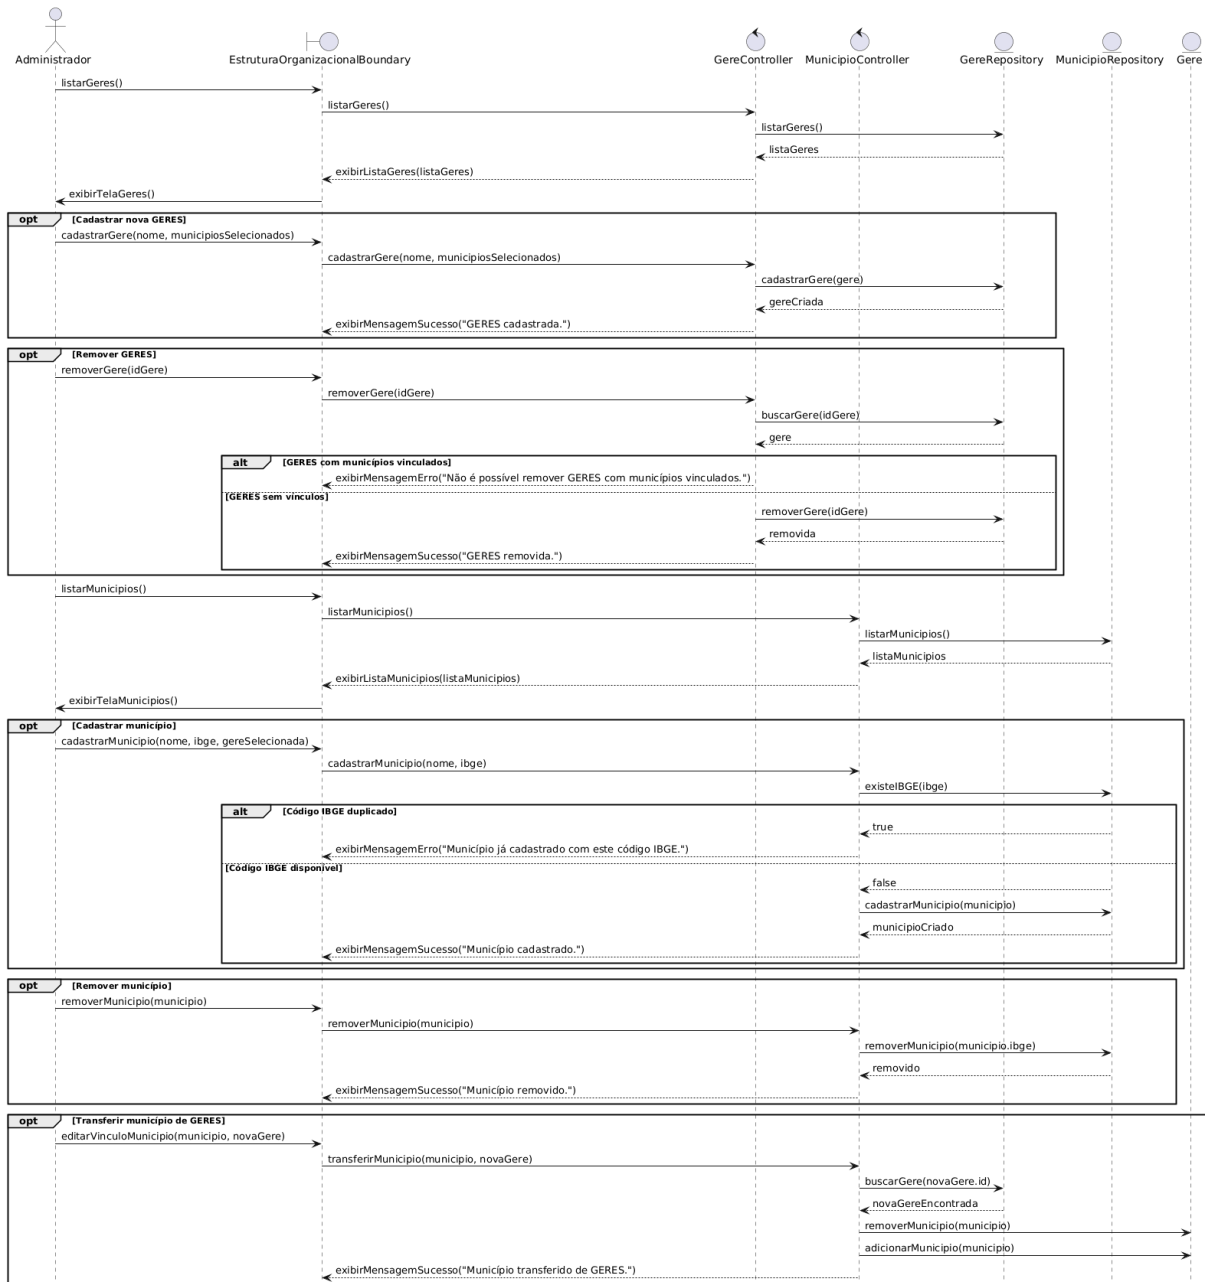 Administrador
EstruturaOrganizacionalBoundary
GereController
MunicipioController
GereRepository
MunicipioRepository
Gere
listarGeres()
listarGeres()
listarGeres()
listaGeres
exibirListaGeres(listaGeres)
exibirTelaGeres()
opt [Cadastrar nova GERES]
cadastrarGere(nome, municipiosSelecionados)
cadastrarGere(nome, municipiosSelecionados)
cadastrarGere(gere)
gereCriada
exibirMensagemSucesso("GERES cadastrada.")
opt [Remover GERES]
removerGere(idGere)
removerGere(idGere)
buscarGere(idGere)
gere
alt [GERES com municípios vinculados]
exibirMensagemErro("Não é possível remover GERES com municípios vinculados.")
[GERES sem vínculos]
removerGere(idGere)
removida
exibirMensagemSucesso("GERES removida.")
listarMunicipios()
listarMunicipios()
listarMunicipios()
listaMunicipios
exibirListaMunicipios(listaMunicipios)
exibirTelaMunicipios()
opt [Cadastrar município]
cadastrarMunicipio(nome, ibge, gereSelecionada)
cadastrarMunicipio(nome, ibge)
existeIBGE(ibge)
alt [Código IBGE duplicado]
true
exibirMensagemErro("Município já cadastrado com este código IBGE.")
[Código IBGE disponível]
false
cadastrarMunicipio(municipio)
municipioCriado
exibirMensagemSucesso("Município cadastrado.")
opt [Remover município]
removerMunicipio(municipio)
removerMunicipio(municipio)
removerMunicipio(municipio.ibge)
removido
exibirMensagemSucesso("Município removido.")
opt [Transferir município de GERES]
editarVinculoMunicipio(municipio, novaGere)
transferirMunicipio(municipio, novaGere)
buscarGere(novaGere.id)
novaGereEncontrada
removerMunicipio(municipio)
adicionarMunicipio(municipio)
exibirMensagemSucesso("Município transferido de GERES.")